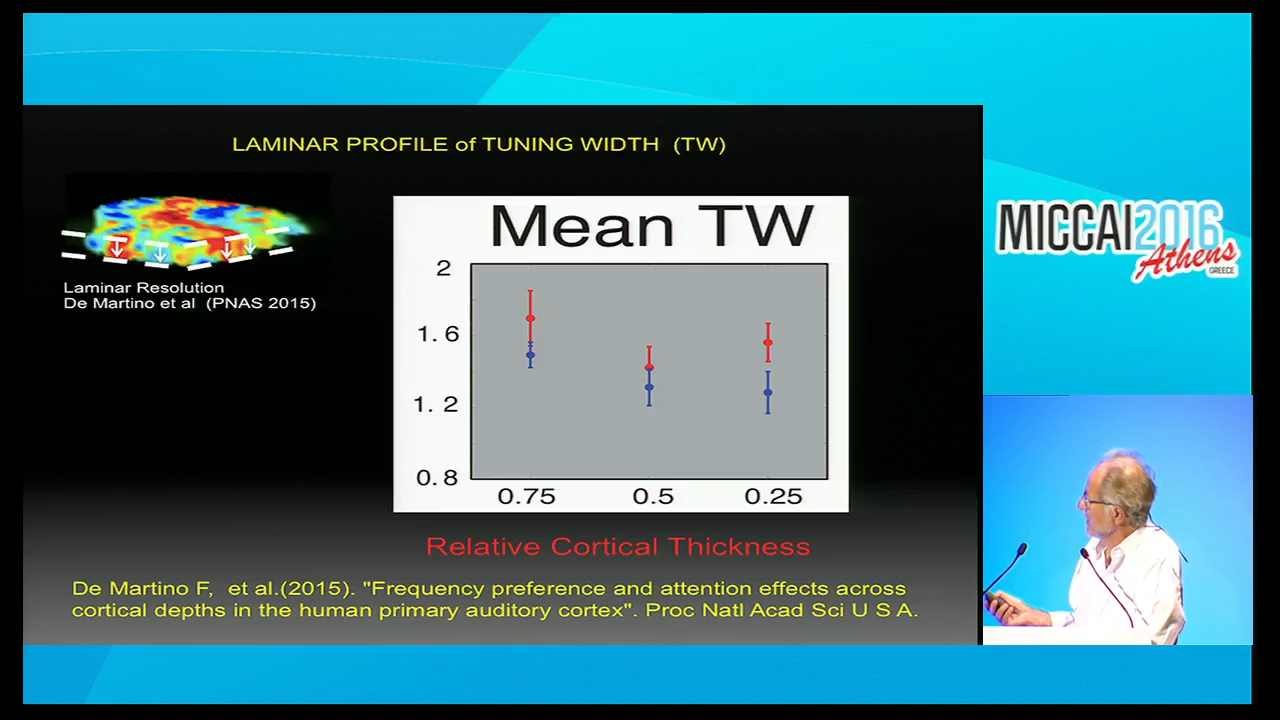 LAMINAR PROFILE of TUNING WIDTH (TW)
Laminar Resolution
De Martino et al (PNAS 2015)
Mean TW
2
1.6
1.2
0.8
0.75 0.5 0.25
Relative Cortical Thickness
De Martino F, et al.(2015). "Frequency preference and attention effects across
cortical depths in the human primary auditory cortex". Proc Natl Acad Sci U S A.
MICCAI2016
Athens
GREECE